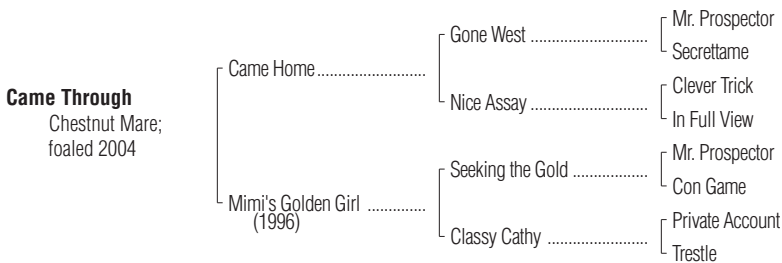 Came Through
Chestnut Mare;
foaled 2004
Came Home..........................
Mimi's Golden Girl ..............
(1996)
Gone West ............................
Nice Assay ............................
Seeking the Gold ..................
Classy Cathy ........................
Mr. Prospector
Secrettame
Clever Trick
In Full View
Mr. Prospector
Con Game
Private Account
Trestle